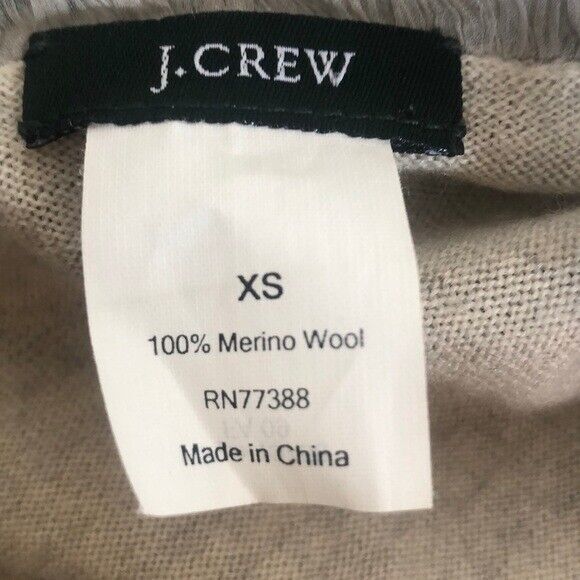 J.CREW
XS
100% Merino Wool
RN77388
Made in China